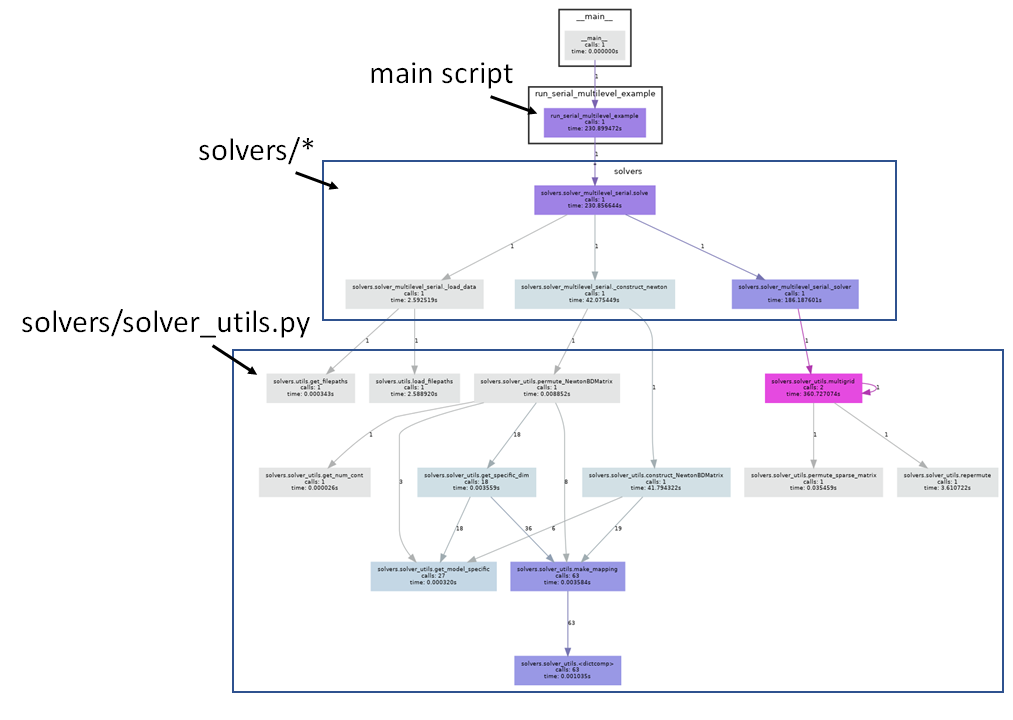 __main__
__main__
calls: 1
time: 0.000000s
1
main script
run_serial_multilevel_example
run_serial_multilevel_example
calls: 1
time: 230.899472s
1
solvers/*
solvers
solvers.solver_multilevel_serial.solve
calls: 1
time: 230.856644s
1
1
1
solvers.solver_multilevel_serial._load_data
calls: 1
time: 2.592519s
solvers.solver_multilevel_serial._construct_newton
calls: 1
time: 42.075449s
solvers.solver_multilevel_serial._solver
calls: 1
time: 186.187601s
solvers/solver_utils.py
1
1
1
1
1
solvers.utils.get_filepaths
calls: 1
time: 0.000343s
solvers.utils.load_filepaths
calls: 1
time: 2.588920s
solvers.solver_utils.permute_NewtonBDMatrix
calls: 1
time: 0.008852s
solvers.solver_utils.multigrid
calls: 2
time: 360.727074s
1
1
3
18
8
1
1
solvers.solver_utils.get_num_cont
calls: 1
time: 0.000026s
solvers.solver_utils.get_specific_dim
calls: 18
time: 0.003559s
solvers.solver_utils.construct_NewtonBDMatrix
calls: 1
time: 41.794322s
solvers.solver_utils.permute_sparse_matrix
calls: 1
time: 0.035459s
solvers.solver_utils.repermute
calls: 1
time: 3.610722s
18
36
6
19
solvers.solver_utils.get_model_specific
calls: 27
time: 0.000320s
solvers.solver_utils.make_mapping
calls: 63
time: 0.003584s
63
solvers.solver_utils.<dictcomp>
calls: 63
time: 0.001035s